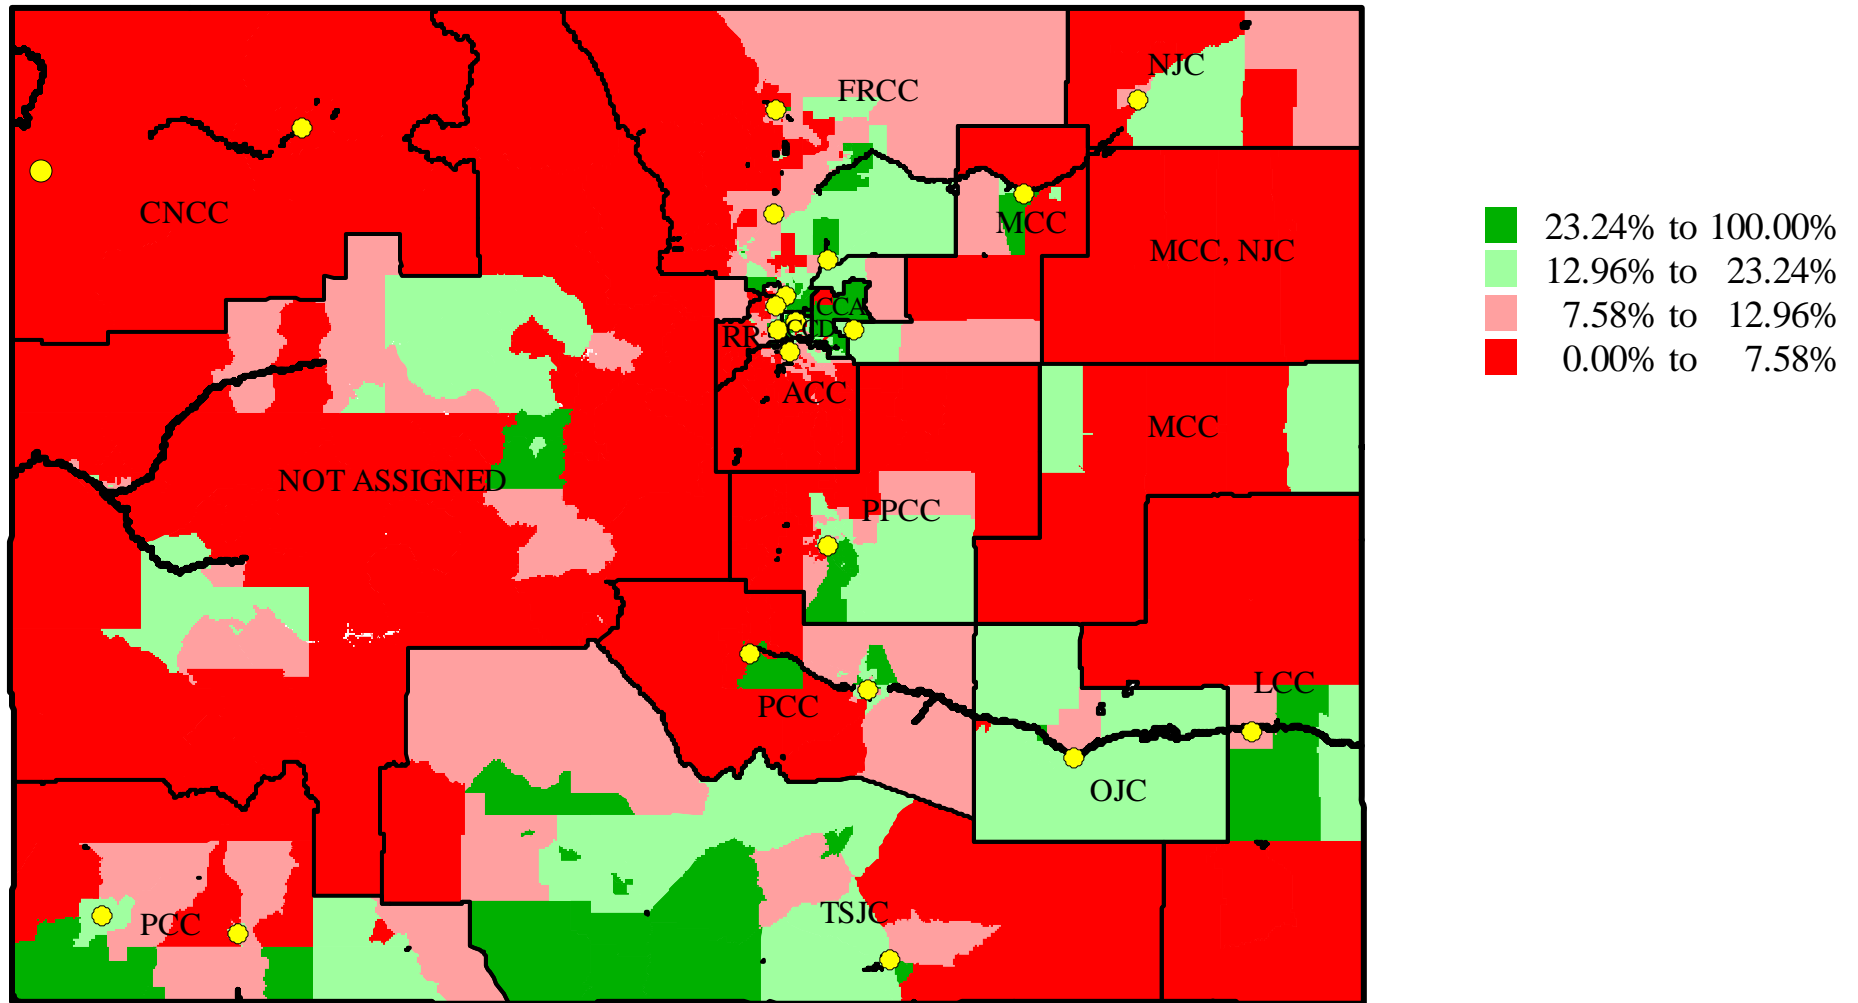 NJC
FRCC
CNCC
MCC
MCC, NJC
23.24% to 100.00%
12.96% to 23.24%
7.58% to 12.96%
0.00% to 7.58%
CCA
CCD
RR
ACC
MCC
NOT ASSIGNED
PPCC
LCC
PCC
OJC
TSJC
PCC